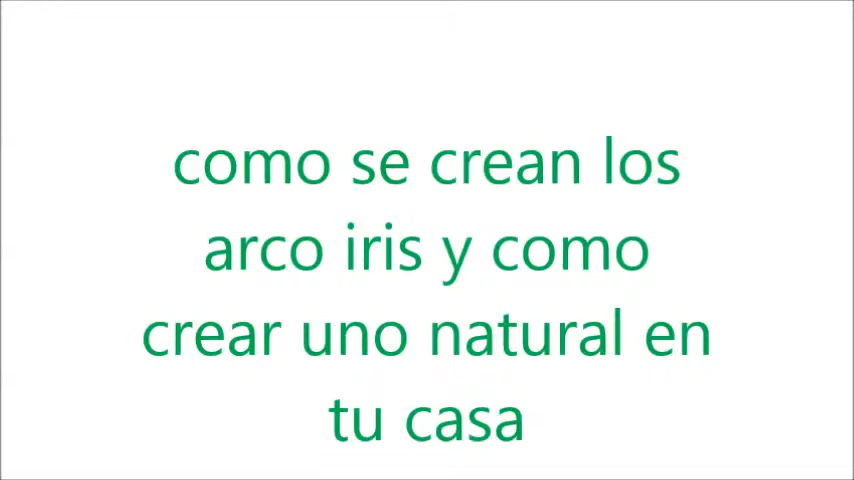 como se crean los
arco iris y como
crear uno natural en
tu casa